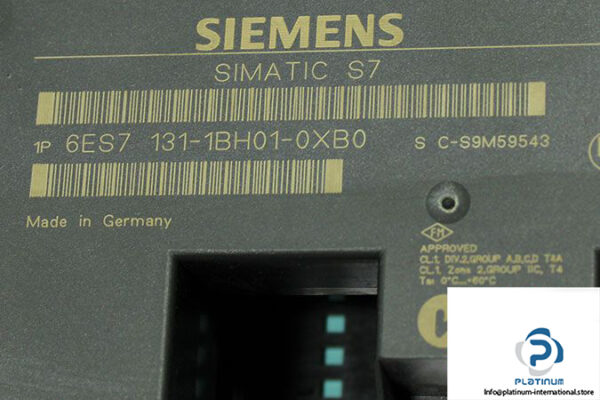 SIEMENS
SIMATIC S7
1P 6ES7 131-1BH01-0XB0 S C-S9M59543
Made in Germany
FM
APPROVED
CL.1, DIV.2,GROUP A,B,C,D T4A
CL.1, Zone 2,GROUP IIC, T4
Ta: 0°C...+60°C
PLATINUM
Info@platinum-international.store